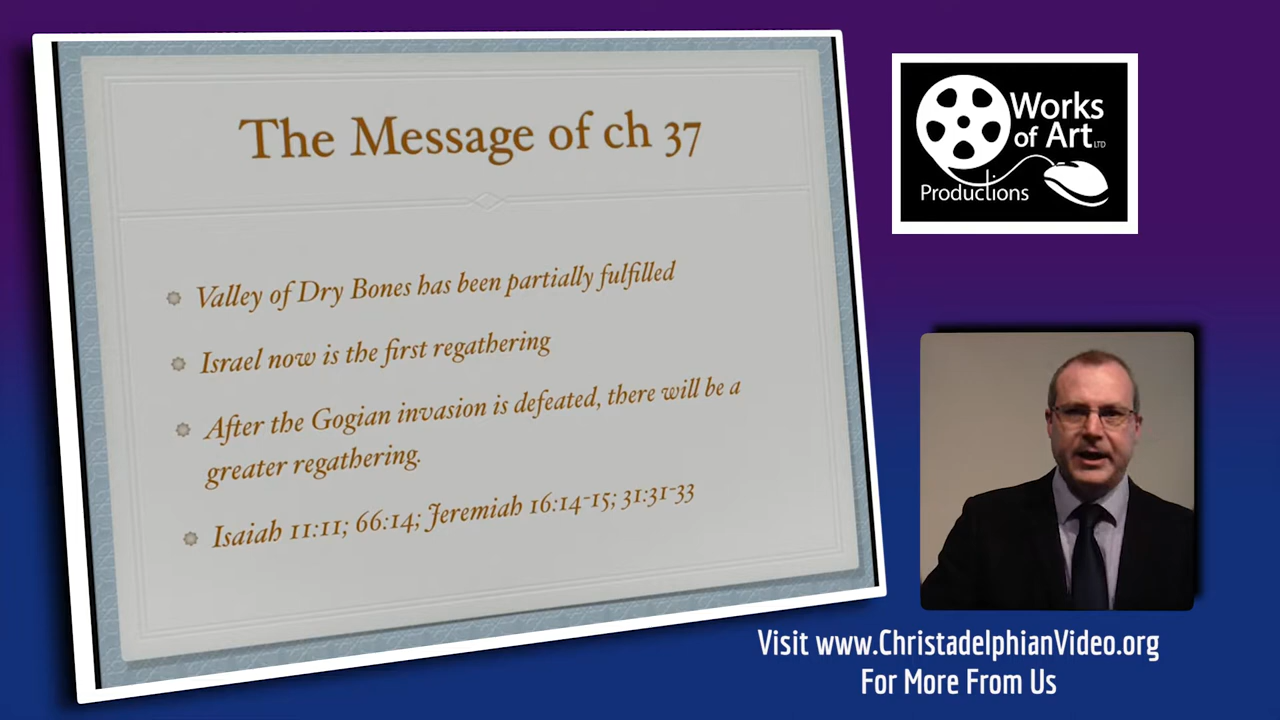 The Message of ch 37
Valley of Dry Bones has been partially fulfilled
Israel now is the first regathering
After the Gogian invasion is defeated, there will be a
greater regathering.
Isaiah 11:11; 66:14; Jeremiah 16:14-15; 31:31-33
Works
of Art LTD
Productions
Visit www.ChristadelphianVideo.org
For More From Us